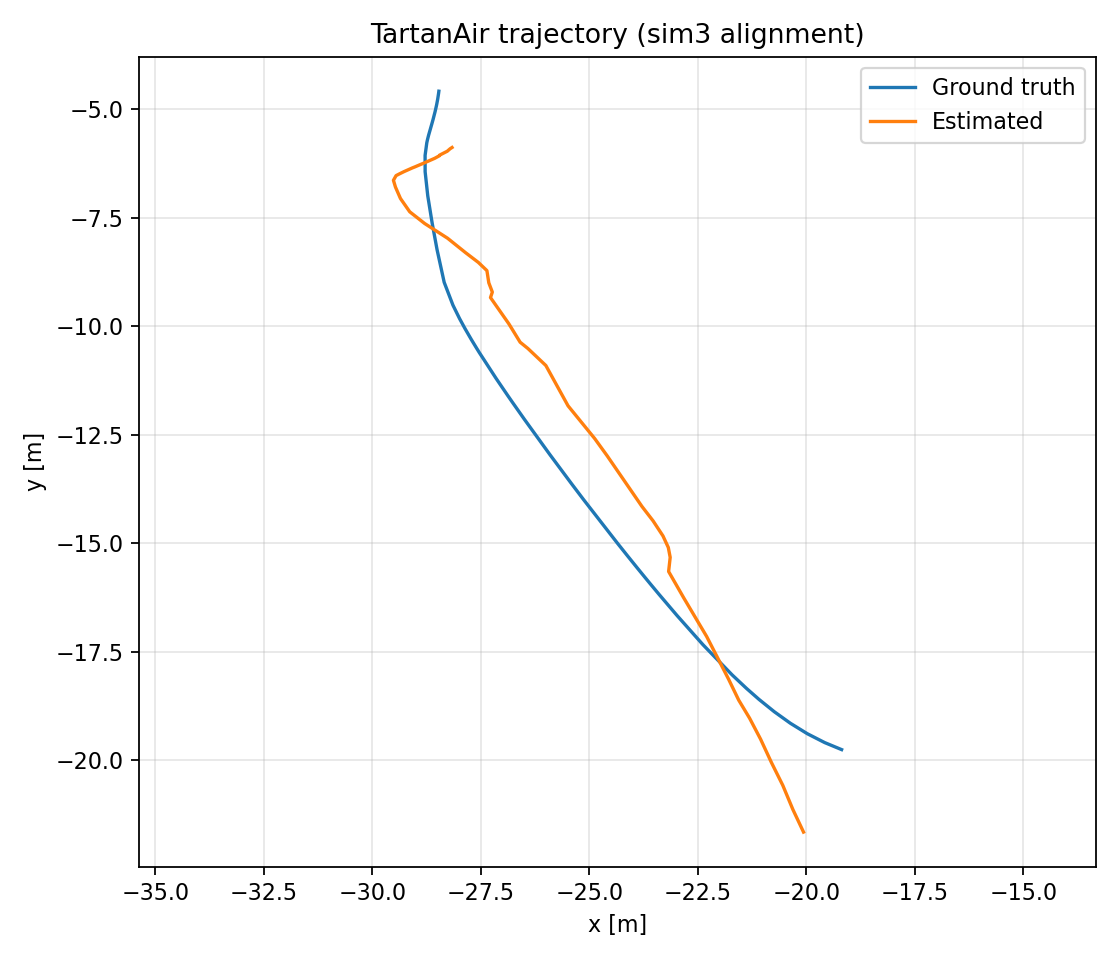 TartanAir trajectory (sim3 alignment)
Ground truth
Estimated
−5.0
−7.5
−10.0
−12.5
−15.0
−17.5
−20.0
y [m]
−35.0 −32.5 −30.0 −27.5 −25.0 −22.5 −20.0 −17.5 −15.0
x [m]